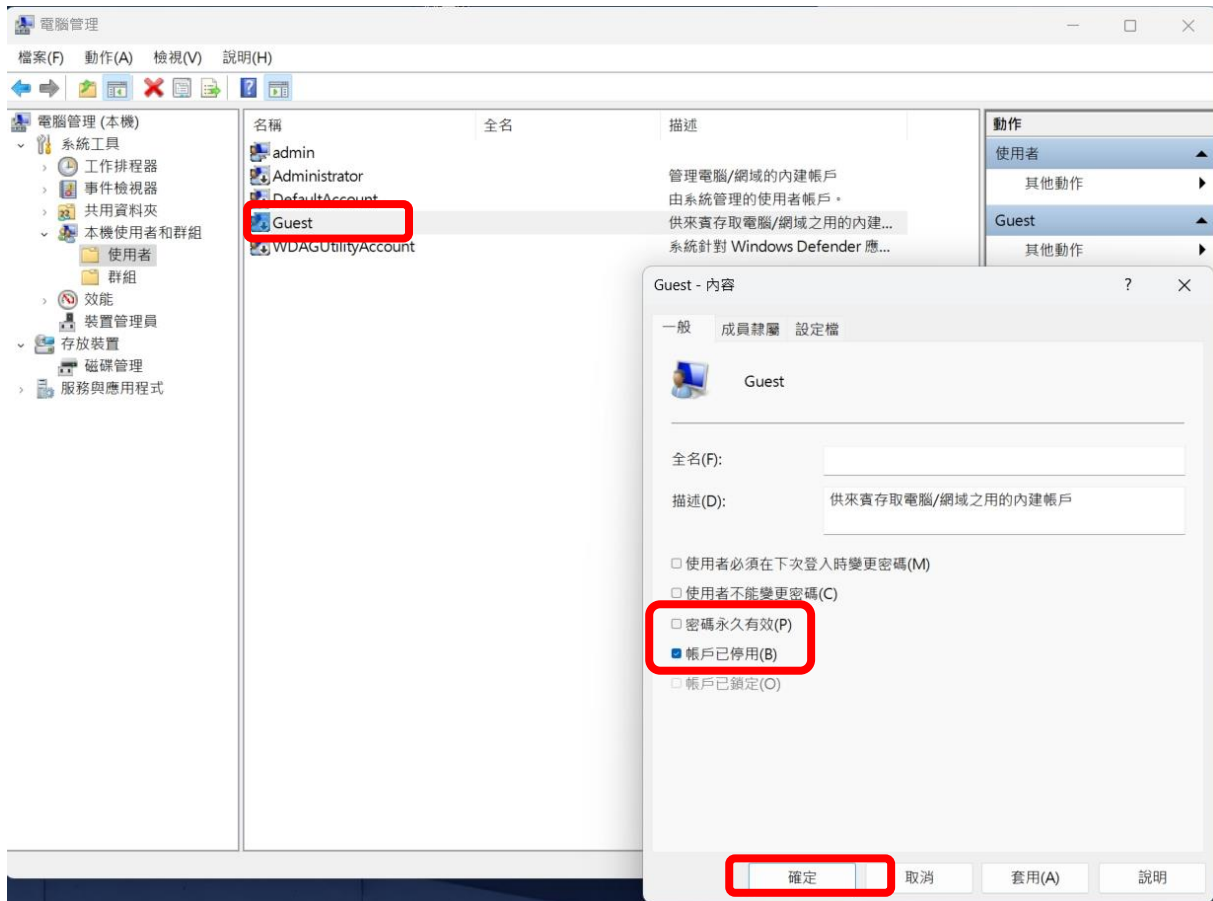 電腦管理
檔案(F) 動作(A) 檢視(V) 說明(H)
電腦管理 (本機)
系統工具
工作排程器
事件檢視器
共用資料夾
本機使用者和群組
使用者
群組
效能
裝置管理員
存放裝置
磁碟管理
服務與應用程式
名稱 全名 描述
admin
Administrator 管理電腦/網域的內建帳戶
DefaultAccount 由系統管理的使用者帳戶。
Guest 供來賓存取電腦/網域之用的內建...
WDAGUtilityAccount 系統針對 Windows Defender 應...
動作
使用者
其他動作
Guest
其他動作
Guest - 內容 ?
一般 成員隸屬 設定檔
Guest
全名(F):
描述(D): 供來賓存取電腦/網域之用的內建帳戶
使用者必須在下次登入時變更密碼(M)
使用者不能變更密碼(C)
密碼永久有效(P)
帳戶已停用(B)
帳戶已鎖定(O)
確定 取消 套用(A) 說明